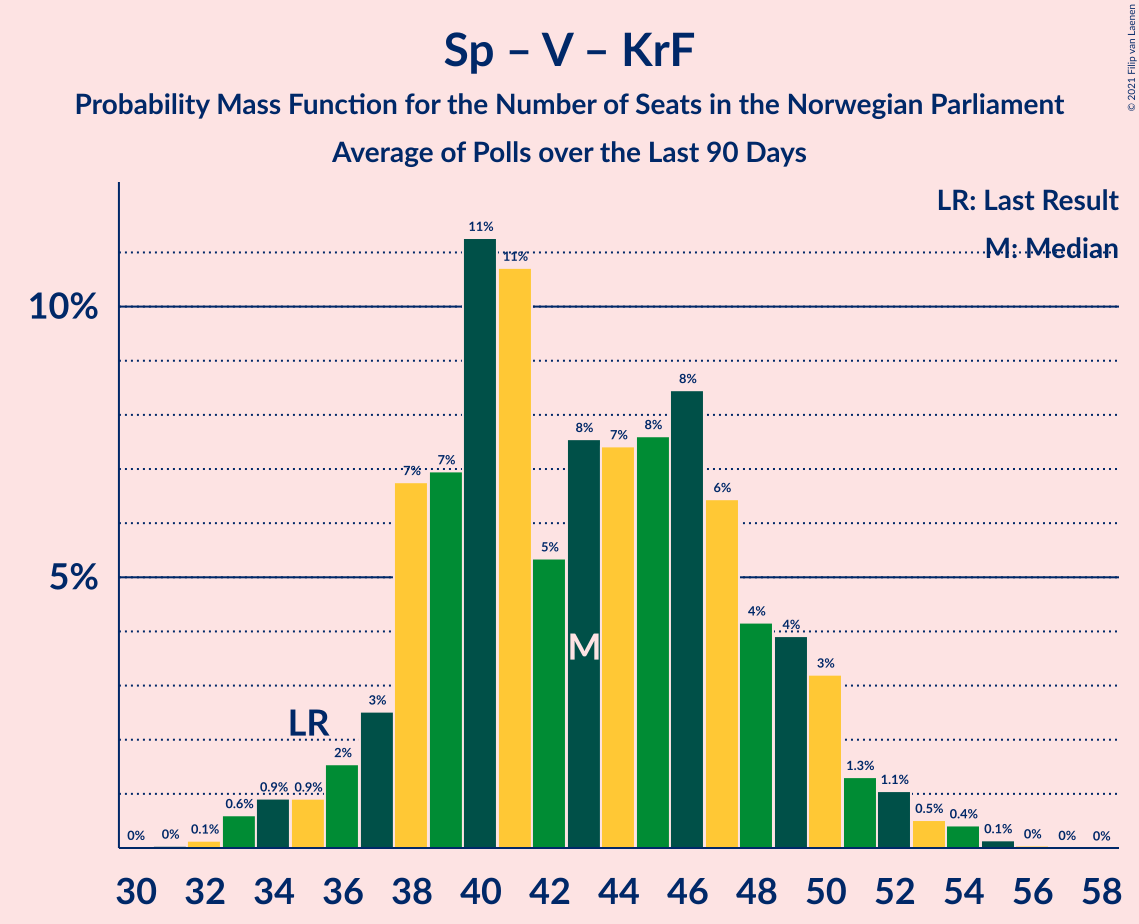 Sp – V – KrF
Probability Mass Function for the Number of Seats in the Norwegian Parliament
Average of Polls over the Last 90 Days
© 2021 Filip van Laenen
LR: Last Result
M: Median
10%
5%
0% 0% 0.1% 0.6% 0.9% 0.9% 2% 3% 7% 7% 11% 11% 5% 8% 7% 8% 8% 6% 4% 4% 3% 1.3% 1.1% 0.5% 0.4% 0.1% 0% 0% 0%
LR
M
30 32 34 36 38 40 42 44 46 48 50 52 54 56 58